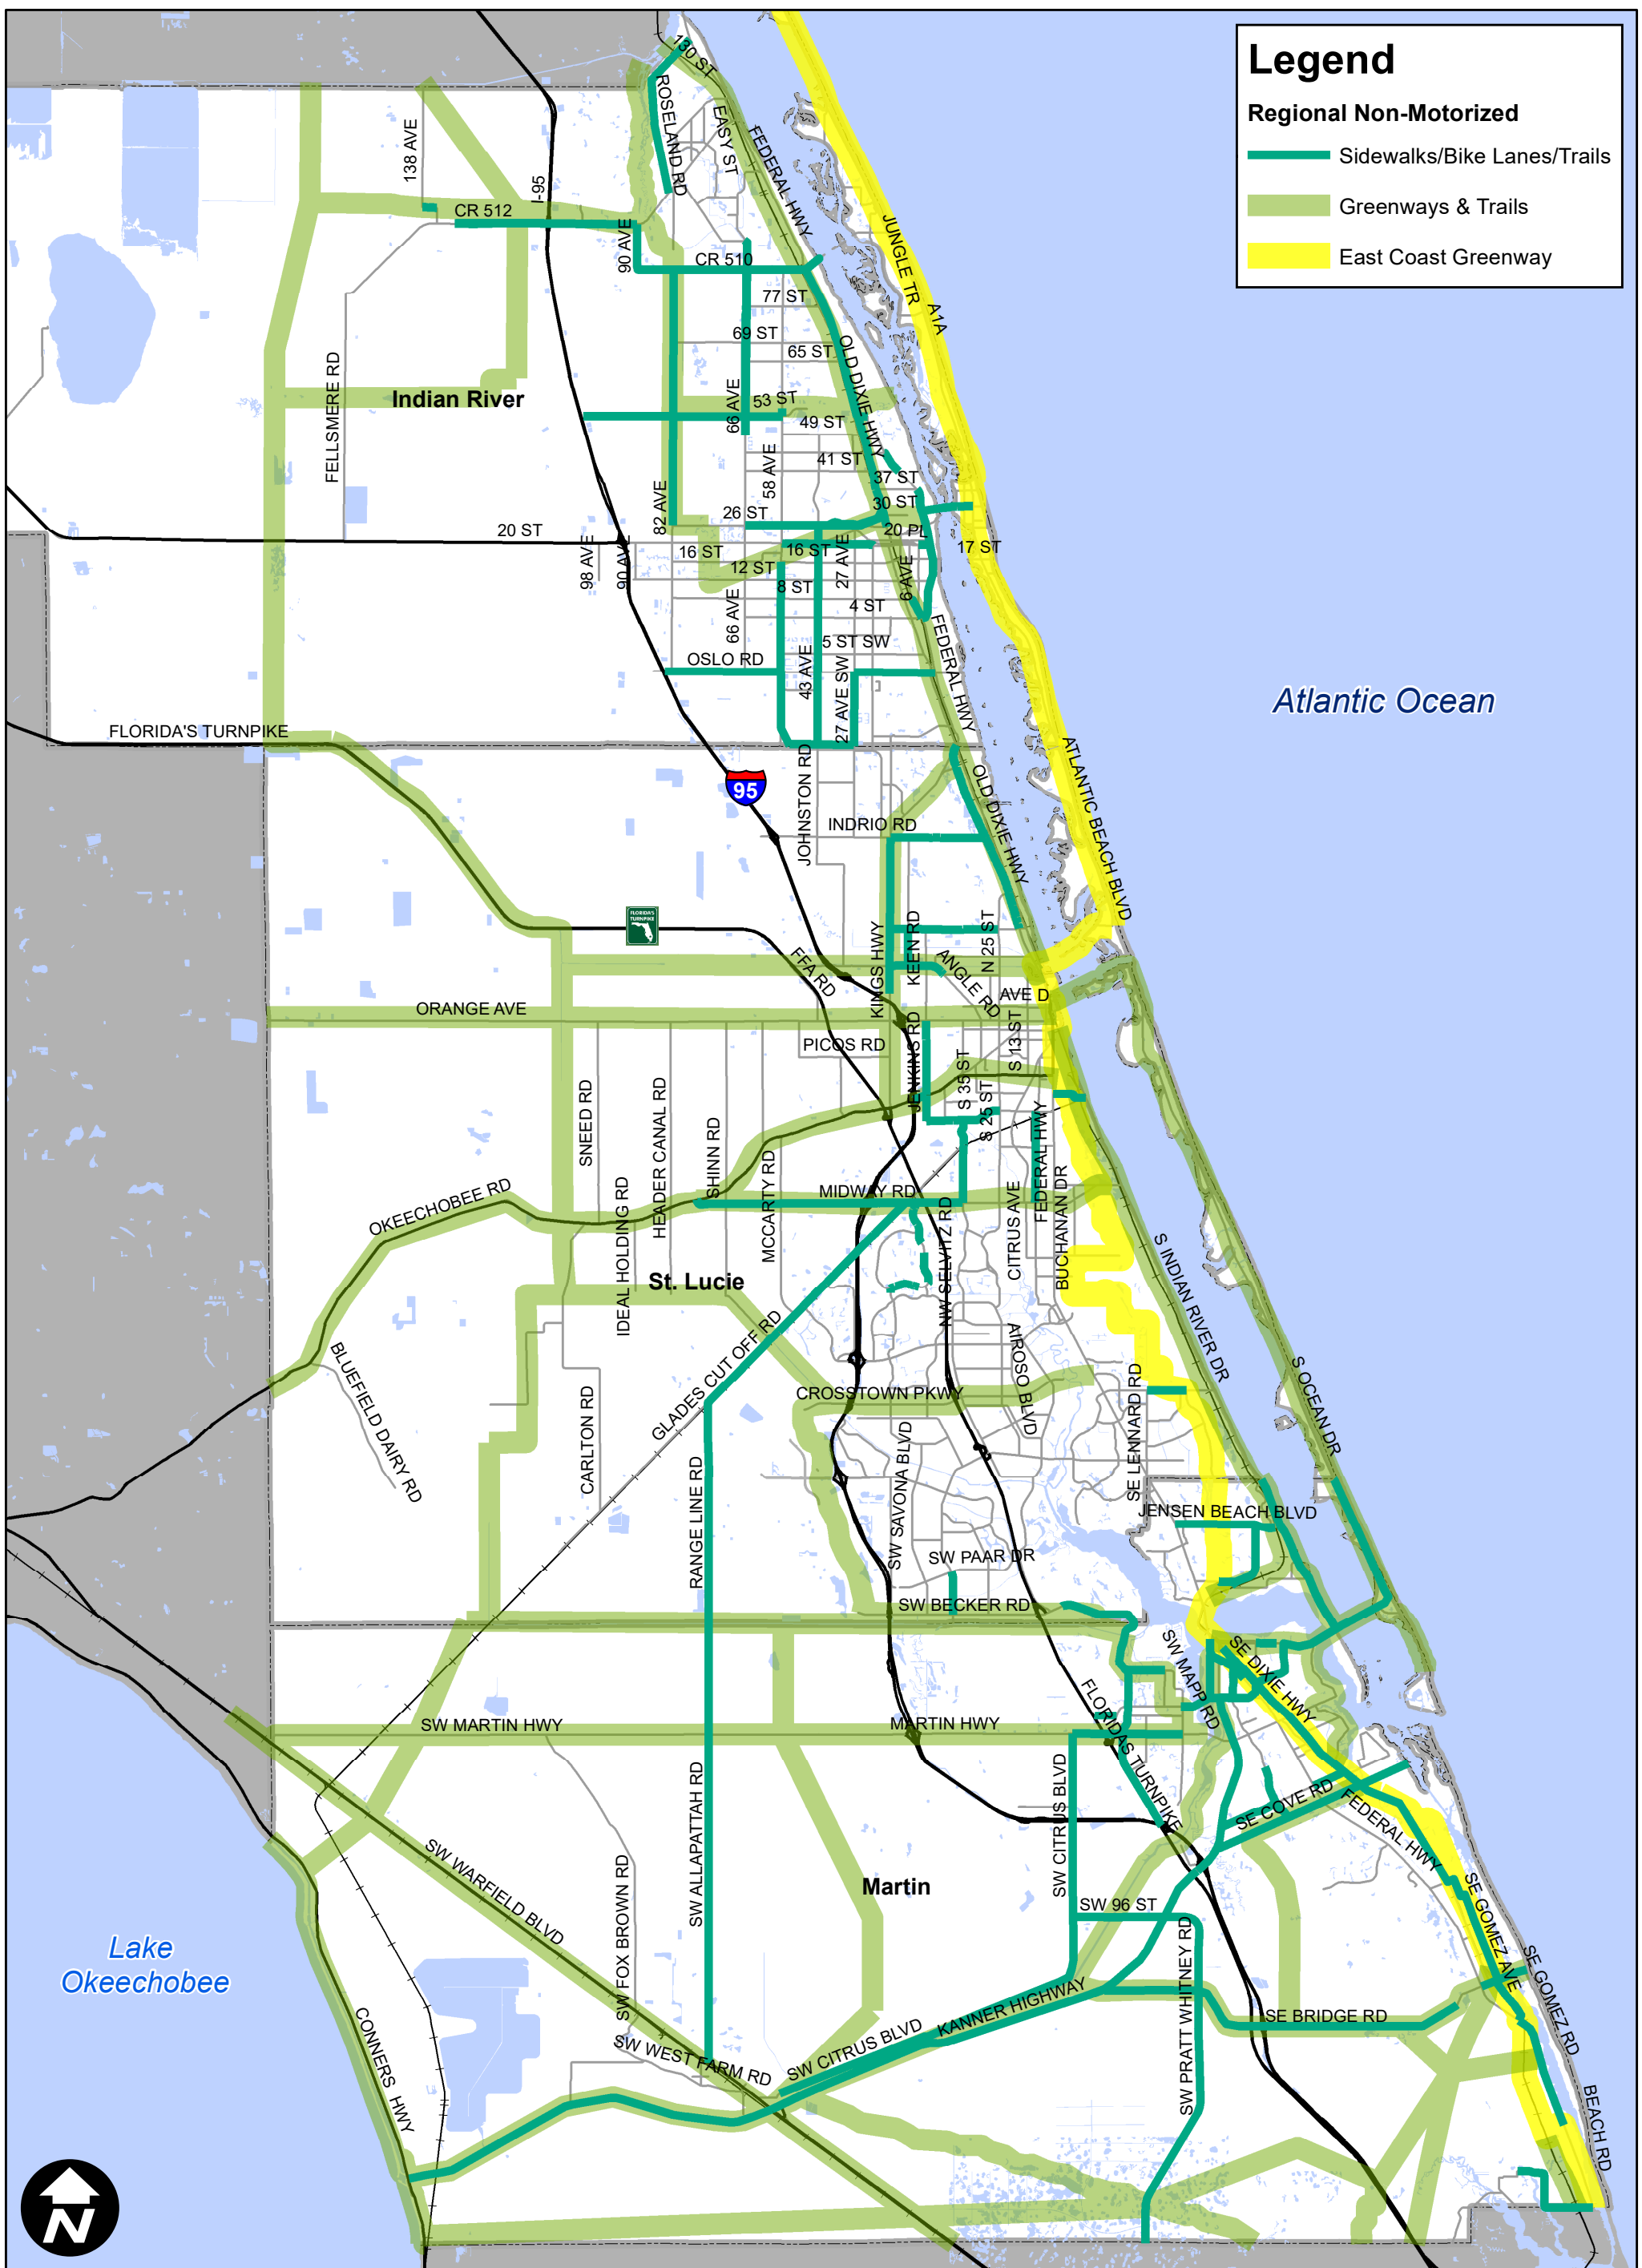 Legend
Regional Non-Motorized
Sidewalks/Bike Lanes/Trails
Greenways & Trails
East Coast Greenway
130 ST
ROSELAND RD
EASY ST
FEDERAL HWY
138 AVE
I-95
CR 512
90 AVE
CR 510
JUNGLE TR
A1A
77 ST
69 ST
65 ST
OLD DIXIE HWY
FELLSMERE RD
Indian River
66 AVE
53 ST
49 ST
41 ST
58 AVE
37 ST
82 AVE
30 ST
26 ST
20 ST
20 PL
98 AVE
90 AVE
16 ST
16 ST
27 AVE
17 ST
12 ST
8 ST
6 AVE
4 ST
66 AVE
5 ST SW
FEDERAL HWY
OSLO RD
43 AVE
27 AVE SW
Atlantic Ocean
FLORIDA'S TURNPIKE
95
JOHNSTON RD
OLD DIXIE HWY
ATLANTIC BEACH BLVD
INDRIO RD
FLORIDA'S
TURNPIKE
KINGS HWY
KEEN RD
N 25 ST
FFA RD
ANGLE RD
AVE D
ORANGE AVE
PICOS RD
JENKINS RD
S 13 ST
S 35 ST
S 25 ST
SNEED RD
HEADER CANAL RD
SHINN RD
FEDERAL HWY
MCCARTY RD
MIDWAY RD
OKEECHOBEE RD
IDEAL HOLDING RD
CITRUS AVE
BUCHANAN DR
NW SELVITZ RD
S INDIAN RIVER DR
St. Lucie
GLADES CUT OFF RD
AIROSO BLVD
BLUEFIELD DAIRY RD
S OCEAN DR
CROSSTOWN PKWY
SE LENNARD RD
CARLTON RD
SW SAVONA BLVD
RANGE LINE RD
JENSEN BEACH BLVD
SW PAAR DR
SW BECKER RD
SW MAPP RD
SE DIXIE HWY
FLORIDAS TURNPIKE
SW MARTIN HWY
MARTIN HWY
SW ALLAPATTAH RD
SW CITRUS BLVD
SE COVE RD
FEDERAL HWY
SW WARFIELD BLVD
SW FOX BROWN RD
Martin
SW 96 ST
SE GOMEZ AVE
SW PRATT WHITNEY RD
Lake
Okeechobee
SE GOMEZ RD
CONNERS HWY
KANNER HIGHWAY
SE BRIDGE RD
SW CITRUS BLVD
SW WEST FARM RD
BEACH RD
N